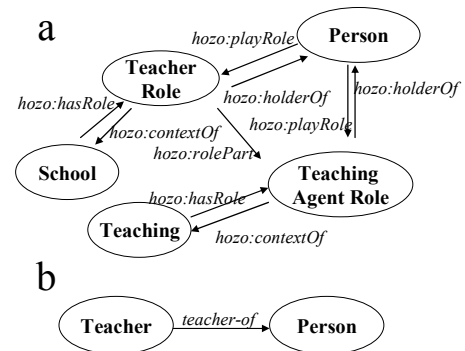 a
hozo:playRole
Person
Teacher
Role
hozo:hasRole
hozo:holderOf
hozo:holderOf
hozo:contextOf
hozo:playRole
hozo:rolePart
School
Teaching
Agent Role
hozo:hasRole
Teaching
hozo:contextOf
b
Teacher
teacher-of
Person